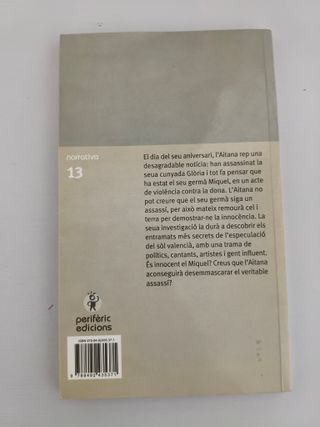 narrativa
13
El dia del seu aniversari, l'Aitana rep una
desagradable notícia: han assassinat la
seua cunyada Glòria i tot fa pensar que
ha estat el seu germà Miquel, en un acte
de violència contra la dona. L'Aitana no
pot creure que el seu germà siga un
assassí, per això mateix remourà cel i
terra per demostrar-ne la innocència. La
seua investigació la durà a descobrir els
entramats més secrets de l'especulació
del sòl valencià, amb una trama de
polítics, cantants, artistes i gent influent.
És innocent el Miquel? Creus que l'Aitana
aconseguirà desemmascarar el veritable
assassí?
perifèric
edicions